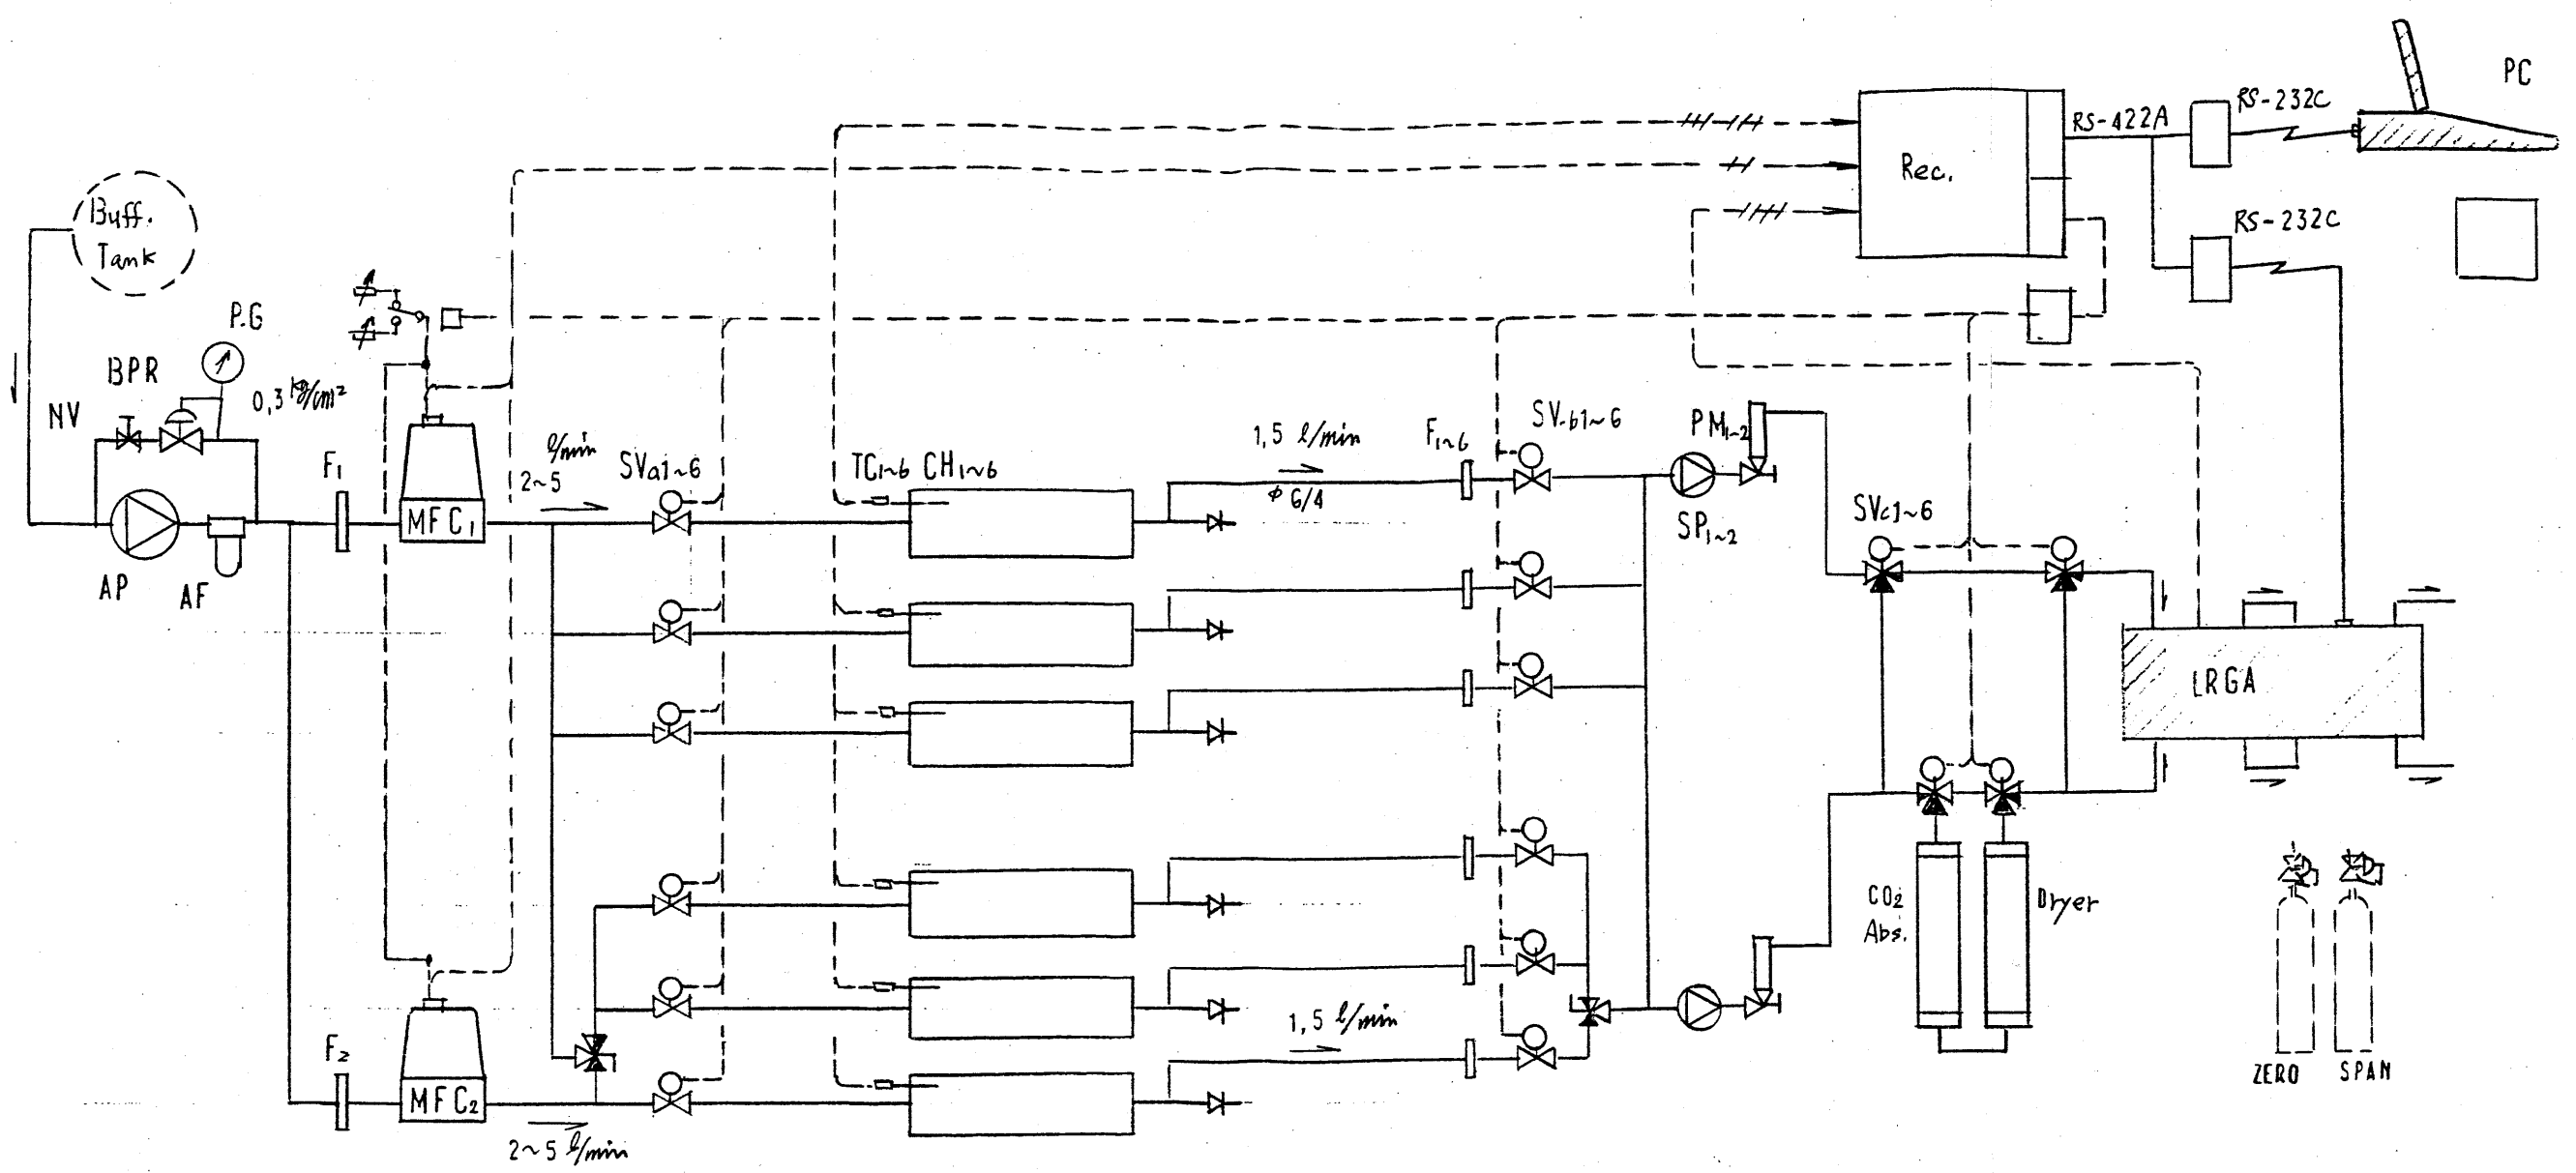 PC
RS-232C
RS-422A
Rec.
RS-232C
Buff.
Tank
P.G
BPR
0,3 kg/cm²
NV
F1
l/min
2~5
SVa1~6
TC1~6 CH1~6
1,5 l/min
φ 6/4
F1~6
SV-b1~6
PM1~2
SP1~2
SVc1~6
MFC1
AP
AF
LRGA
CO2
Abs.
Dryer
1,5 l/min
F2
MFC2
2~5 l/min
ZERO
SPAN